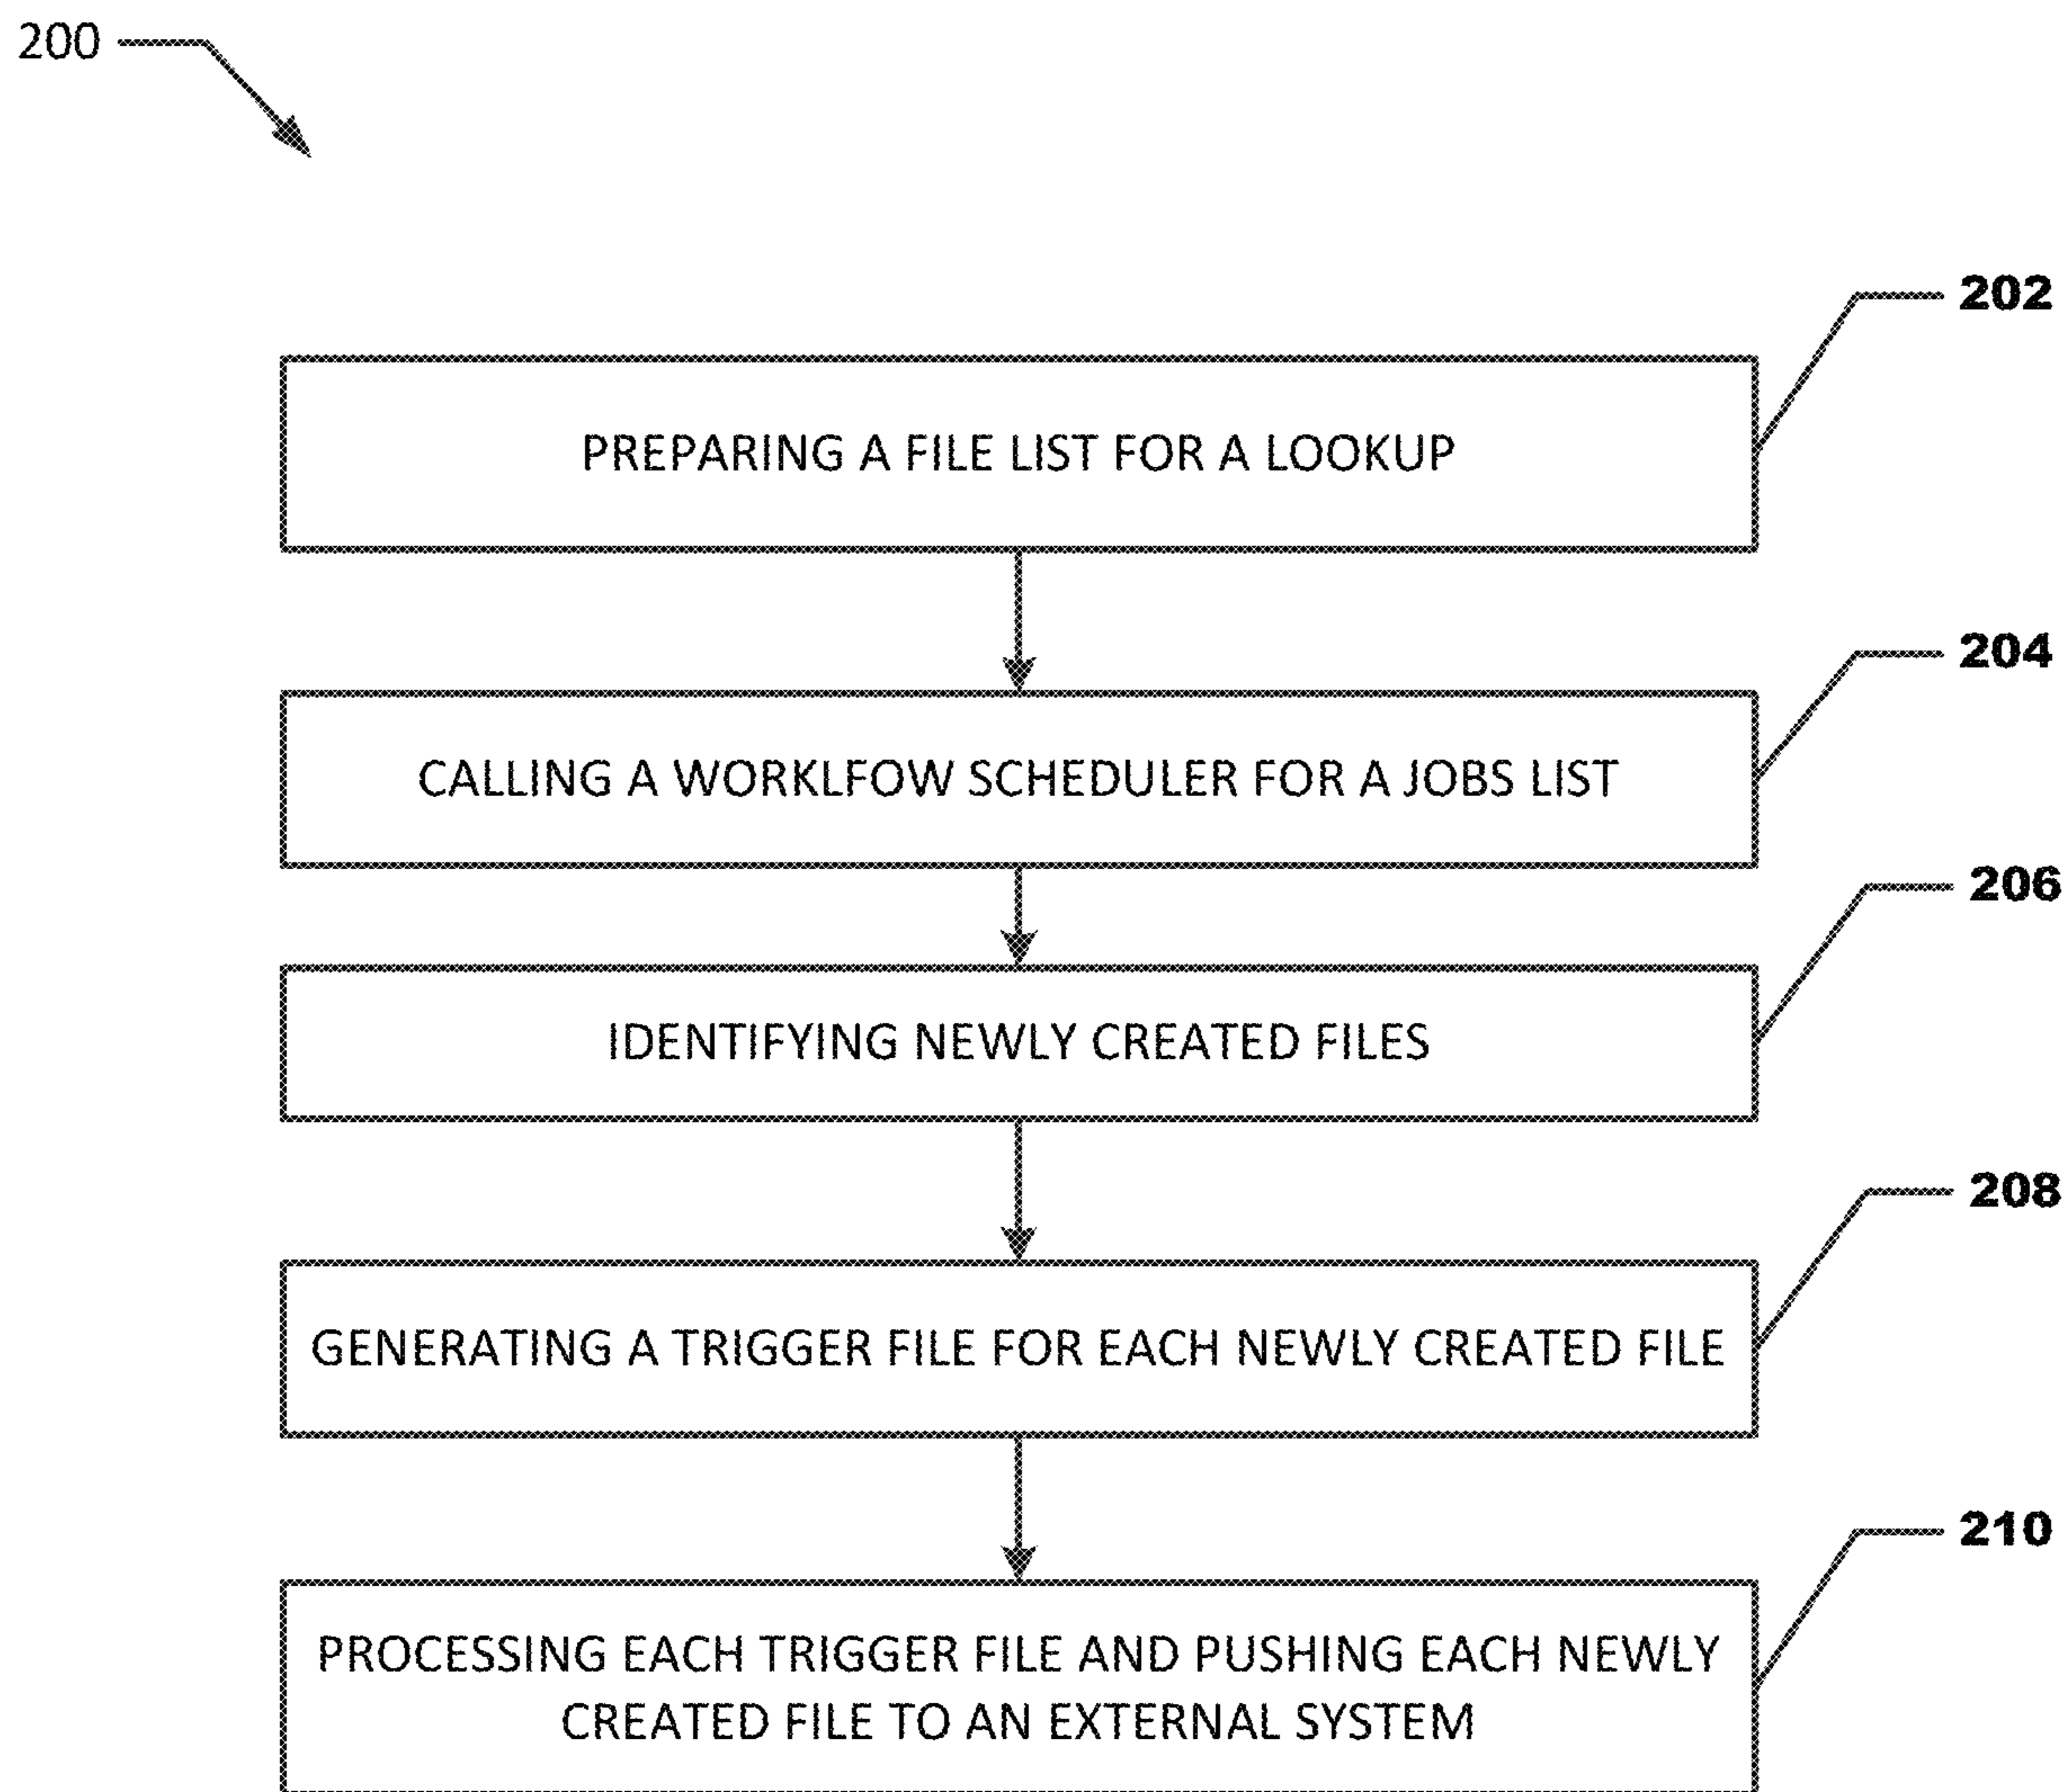 200
202
PREPARING A FILE LIST FOR A LOOKUP
204
CALLING A WORKLFOW SCHEDULER FOR A JOBS LIST
206
IDENTIFYING NEWLY CREATED FILES
208
GENERATING A TRIGGER FILE FOR EACH NEWLY CREATED FILE
210
PROCESSING EACH TRIGGER FILE AND PUSHING EACH NEWLY
CREATED FILE TO AN EXTERNAL SYSTEM